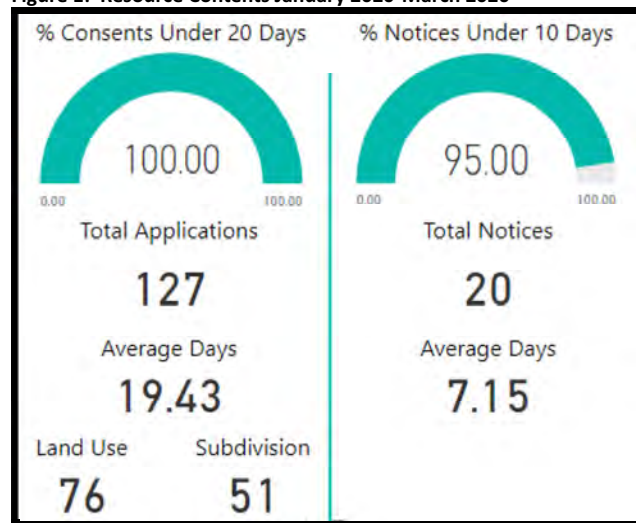 % Consents Under 20 Days
100.00
0.00
100.00
Total Applications
127
Average Days
19.43
Land Use
Subdivision
76
51
% Notices Under 10 Days
95.00
0.00
100.00
Total Notices
20
Average Days
7.15